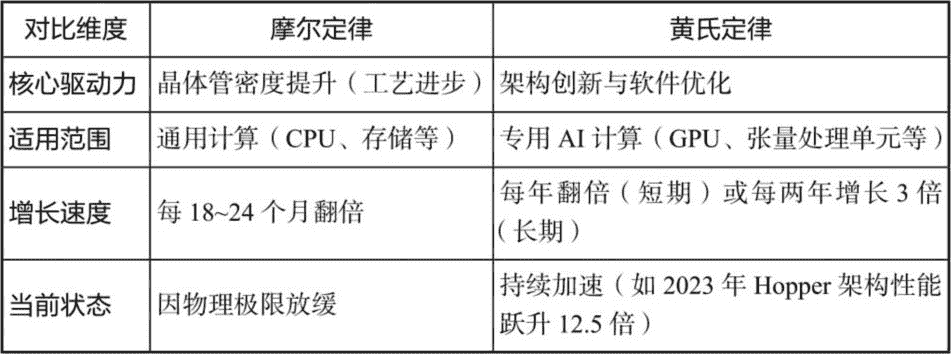 对比维度 摩尔定律 黄氏定律
核心驱动力 晶体管密度提升（工艺进步） 架构创新与软件优化
适用范围 通用计算（CPU、存储等） 专用 AI 计算（GPU、张量处理单元等）
增长速度 每 18~24 个月翻倍 每年翻倍（短期）或每两年增长 3 倍
（长期）
当前状态 因物理极限放缓 持续加速（如 2023 年 Hopper 架构性能
跃升 12.5 倍）